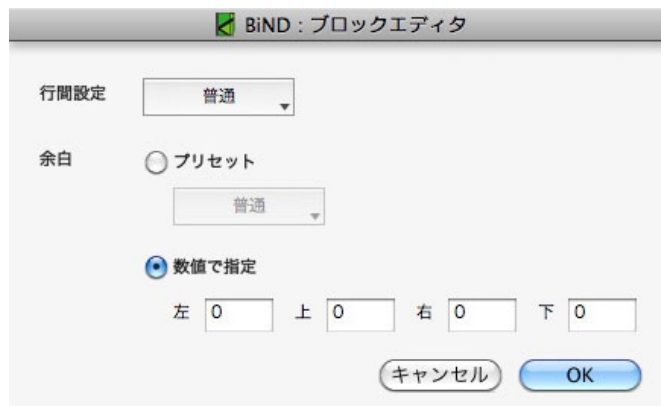 BiND：ブロックエディタ
行間設定 普通
余白 プリセット
普通
数値で指定
左 0 上 0 右 0 下 0
キャンセル OK